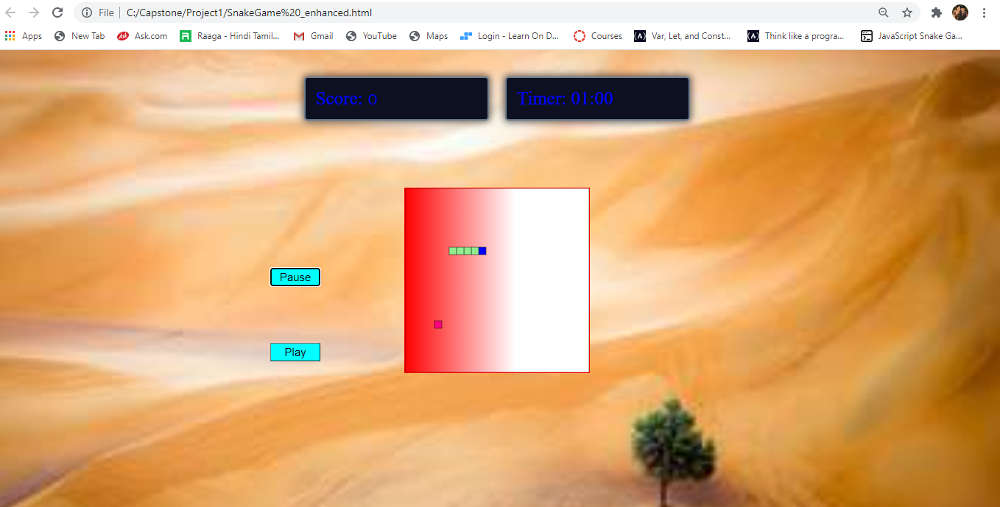 File C:/Capstone/Project1/SnakeGame%20_enhanced.html
Apps New Tab Ask Ask.com R Raaga - Hindi Tamil... Gmail YouTube Maps Login - Learn On D... Courses (A) Var, Let, and Const... (A) Think like a progra... JavaScript Snake Ga...
Score: 0 Timer: 01:00
Pause
Play